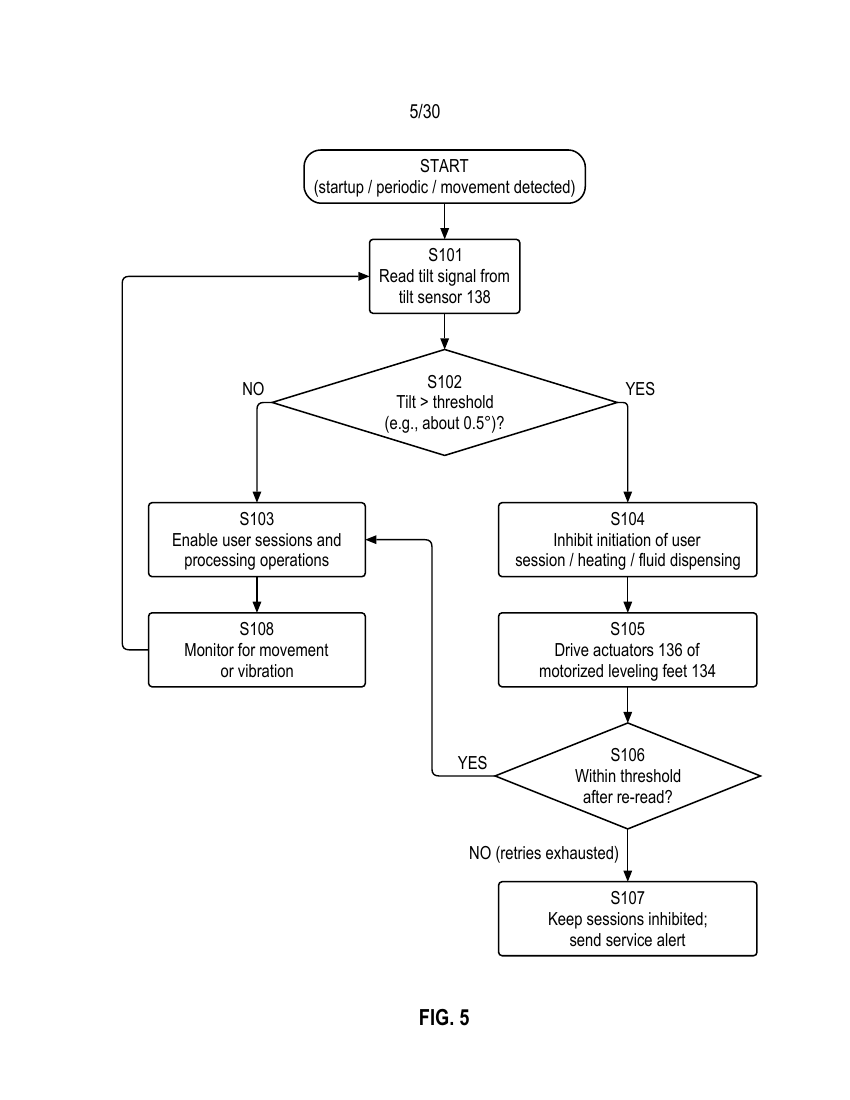 5/30
START
(startup / periodic / movement detected)
S101
Read tilt signal from
tilt sensor 138
S102
Tilt > threshold
(e.g., about 0.5°)?
NO
YES
S103
Enable user sessions and
processing operations
S104
Inhibit initiation of user
session / heating / fluid dispensing
S108
Monitor for movement
or vibration
S105
Drive actuators 136 of
motorized leveling feet 134
S106
Within threshold
after re-read?
YES
NO (retries exhausted)
S107
Keep sessions inhibited;
send service alert
FIG. 5